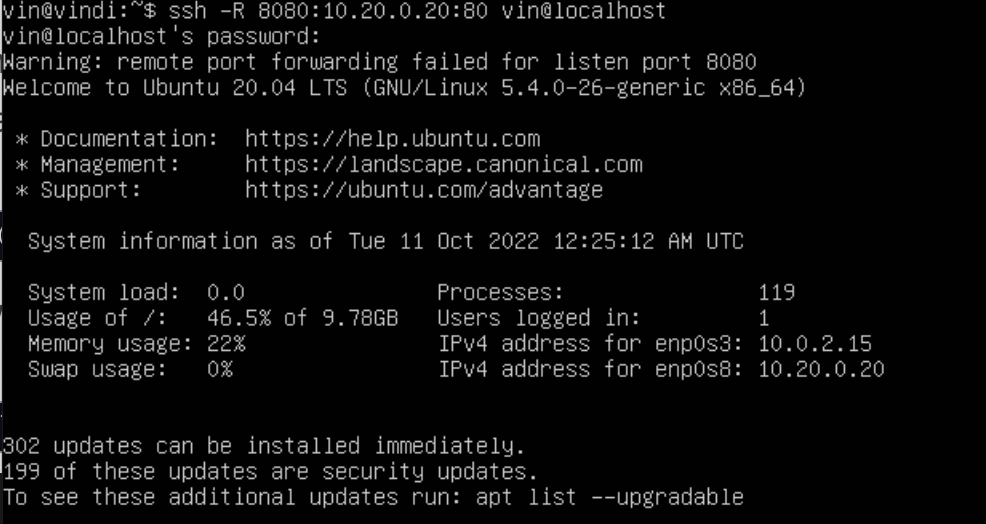 vin@vindi:~$ ssh -R 8080:10.20.0.20:80 vin@localhost
vin@localhost's password:
Warning: remote port forwarding failed for listen port 8080
Welcome to Ubuntu 20.04 LTS (GNU/Linux 5.4.0-26-generic x86_64)
* Documentation:  https://help.ubuntu.com
* Management:     https://landscape.canonical.com
* Support:        https://ubuntu.com/advantage
System information as of Tue 11 Oct 2022 12:25:12 AM UTC
System load:  0.0                Processes:               119
Usage of /:   46.5% of 9.78GB   Users logged in:         1
Memory usage: 22%                IPv4 address for enp0s3: 10.0.2.15
Swap usage:   0%                 IPv4 address for enp0s8: 10.20.0.20
302 updates can be installed immediately.
199 of these updates are security updates.
To see these additional updates run: apt list --upgradable